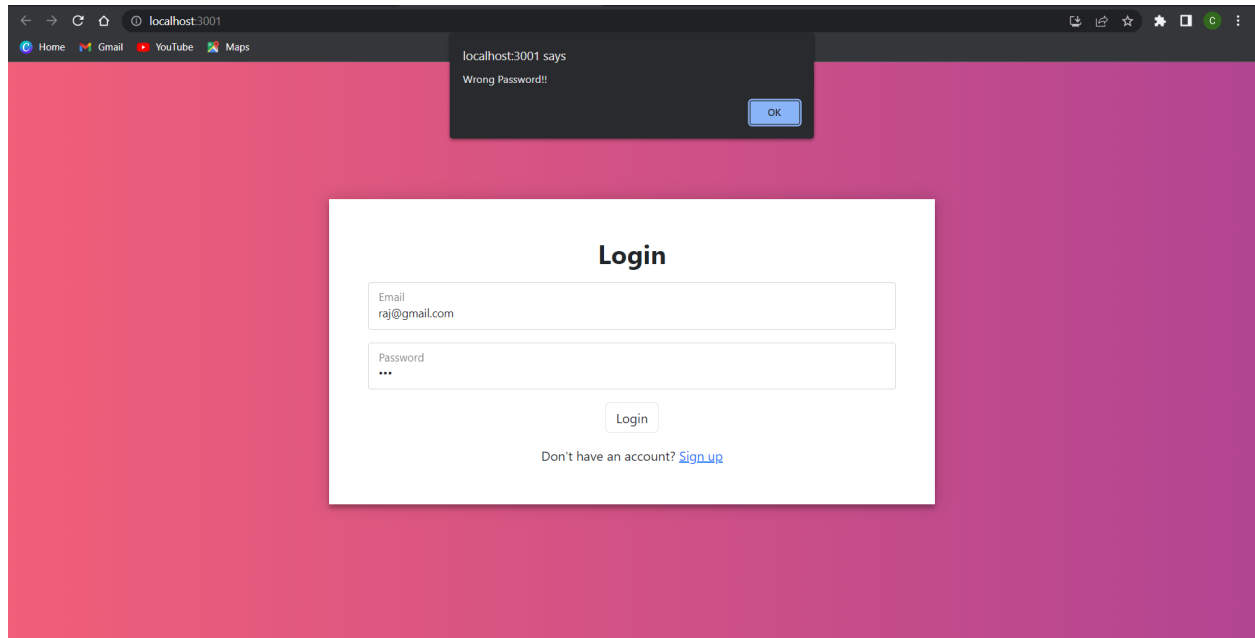 localhost:3001
Home Gmail YouTube Maps
C
localhost:3001 says
Wrong Password!!
OK
Login
Email
raj@gmail.com
Password
•••
Login
Don't have an account? Sign up